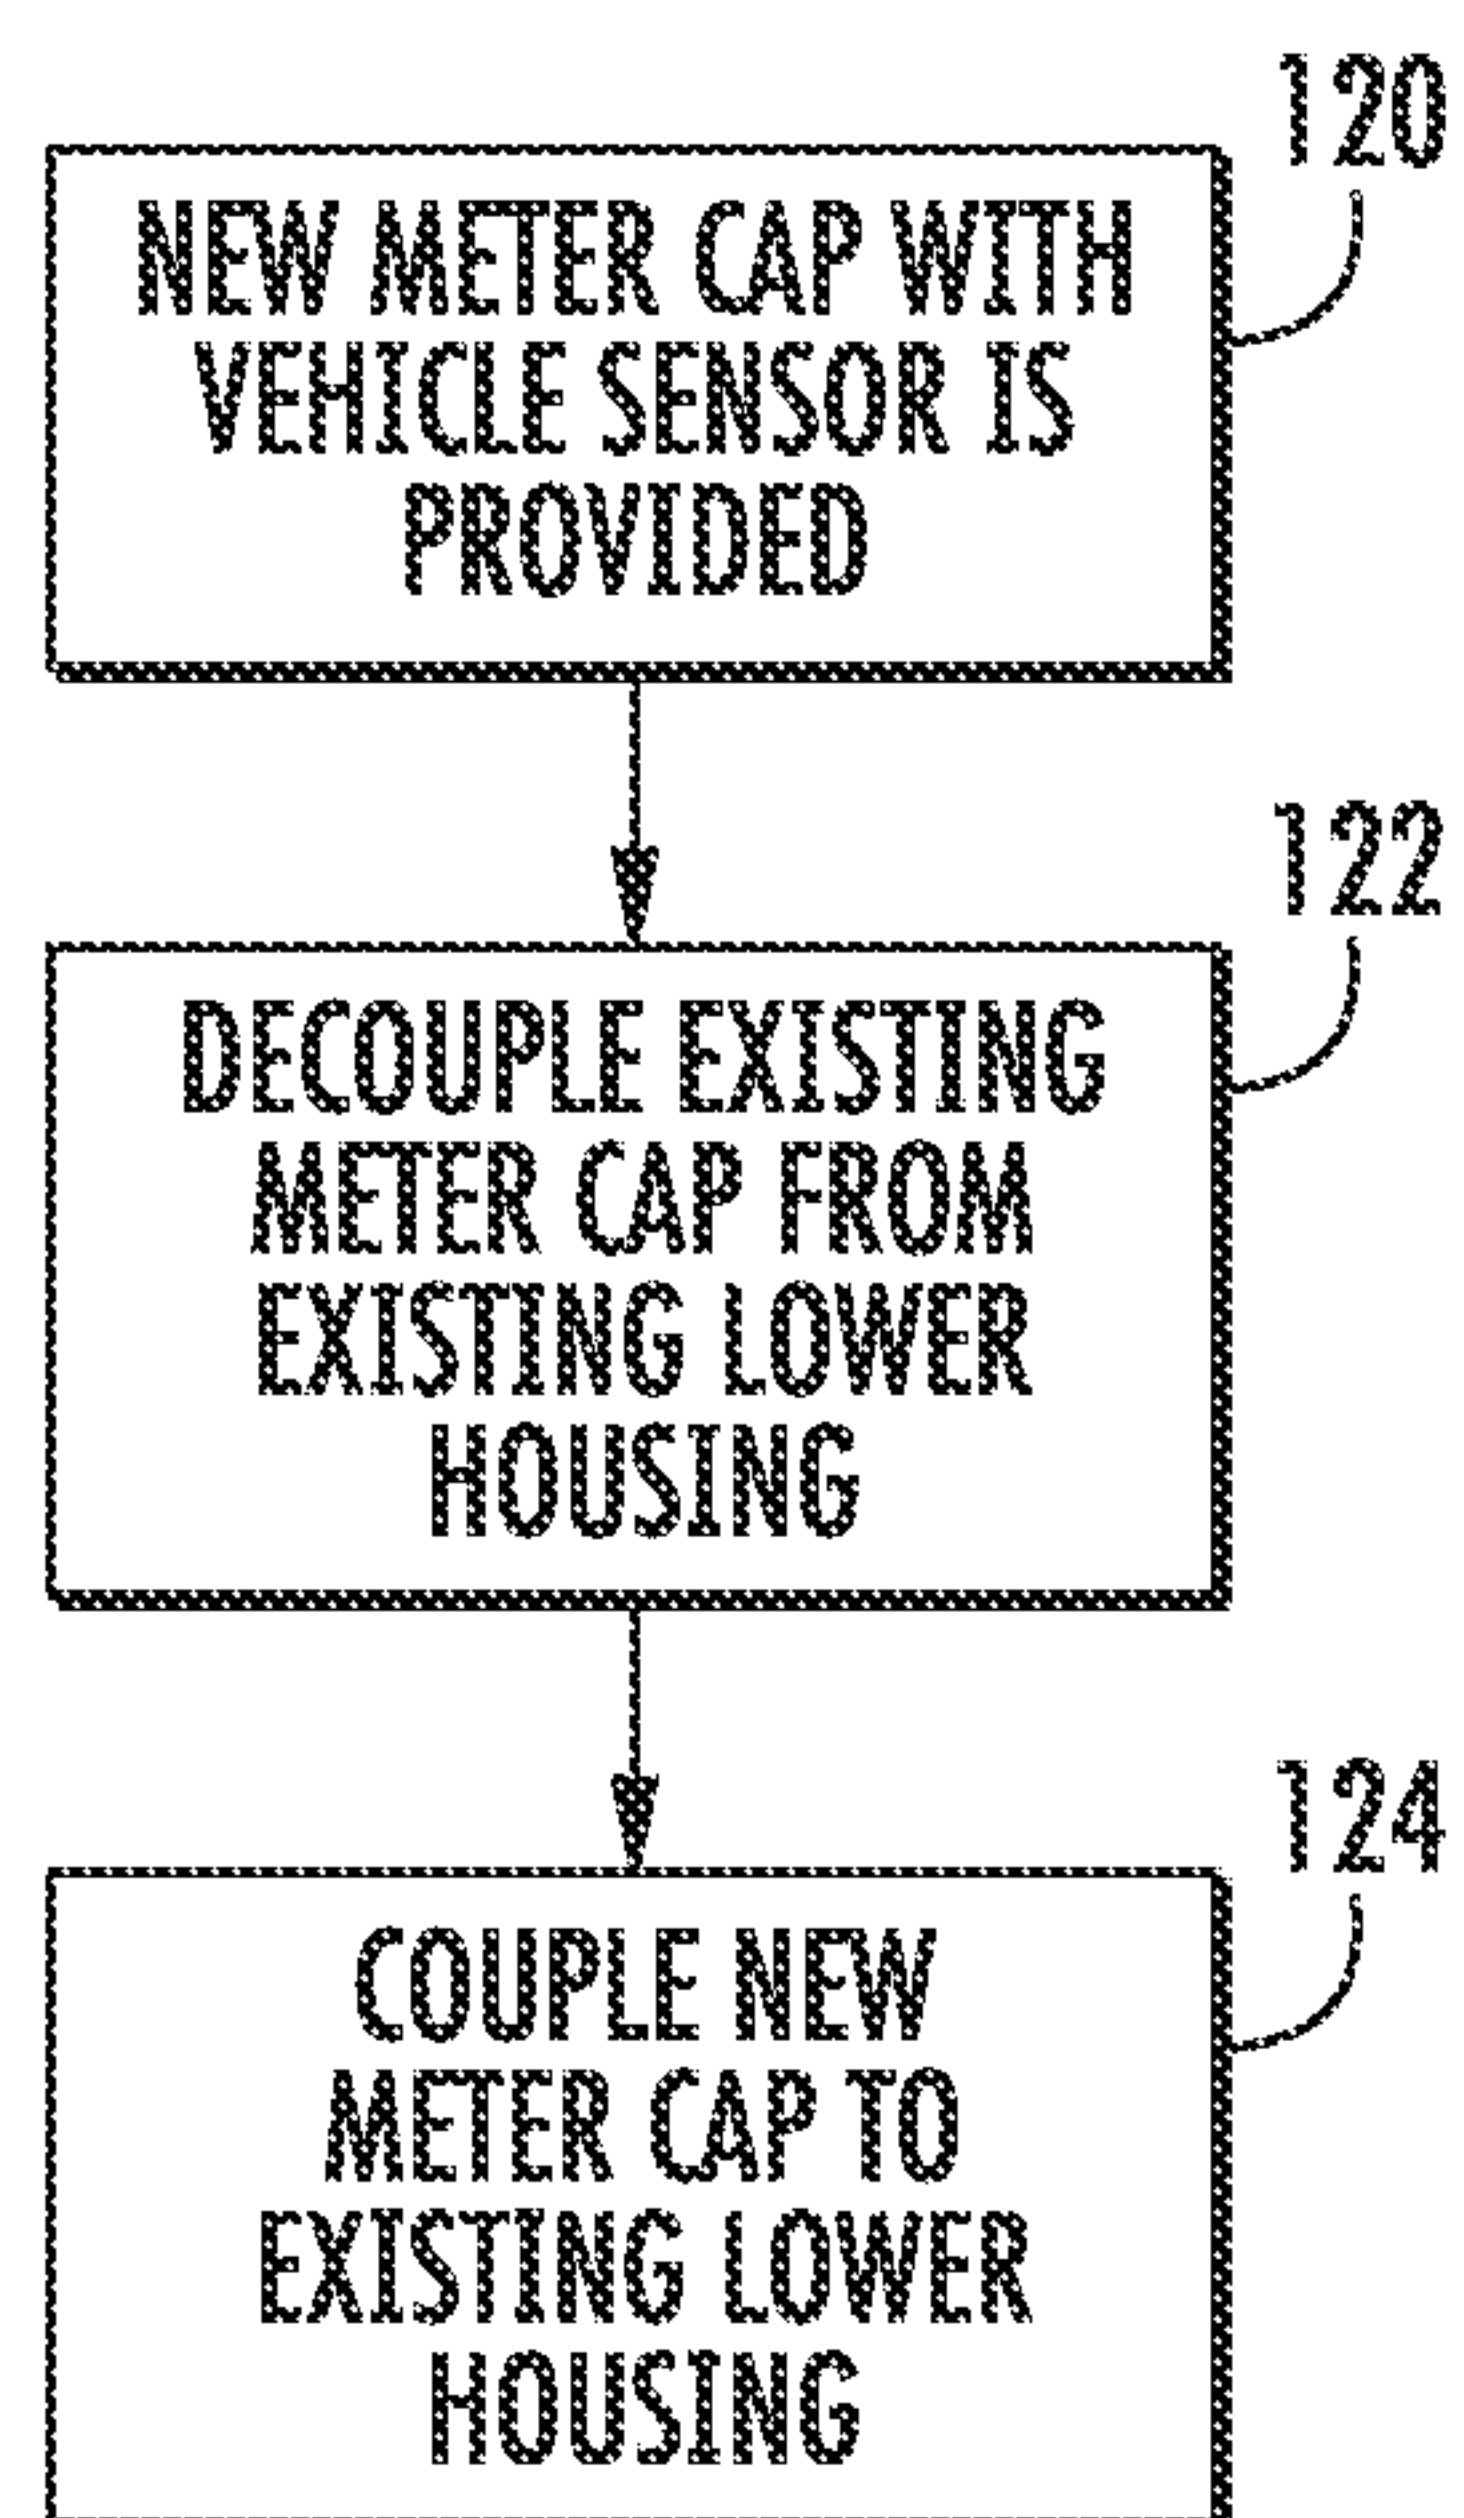 120
NEW METER CAP WITH
VEHICLE SENSOR IS
PROVIDED
122
DECOUPLE EXISTING
METER CAP FROM
EXISTING LOWER
HOUSING
124
COUPLE NEW
METER CAP TO
EXISTING LOWER
HOUSING